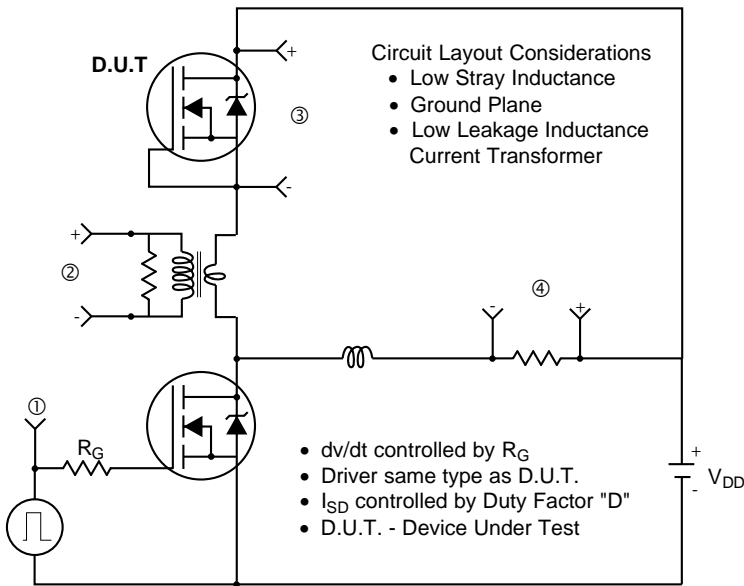 D.U.T
+
Circuit Layout Considerations
• Low Stray Inductance
• Ground Plane
• Low Leakage Inductance
Current Transformer
③
-
+
②
-
④
-
+
①
R_G
• dv/dt controlled by R_G
• Driver same type as D.U.T.
• I_SD controlled by Duty Factor "D"
• D.U.T. - Device Under Test
+
V_DD
-